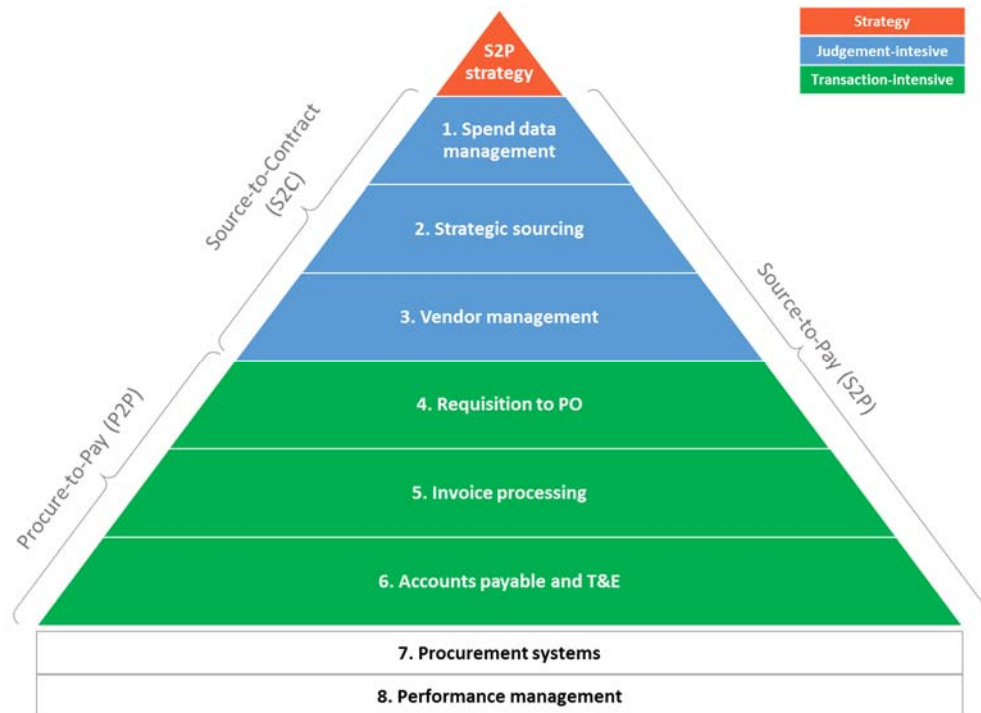 Strategy
Judgement-intesive
Transaction-intensive
S2P
strategy
1. Spend data
management
2. Strategic sourcing
3. Vendor management
4. Requisition to PO
5. Invoice processing
6. Accounts payable and T&E
7. Procurement systems
8. Performance management
Source-to-Contract
(S2C)
Procure-to-Pay (P2P)
Source-to-Pay (S2P)